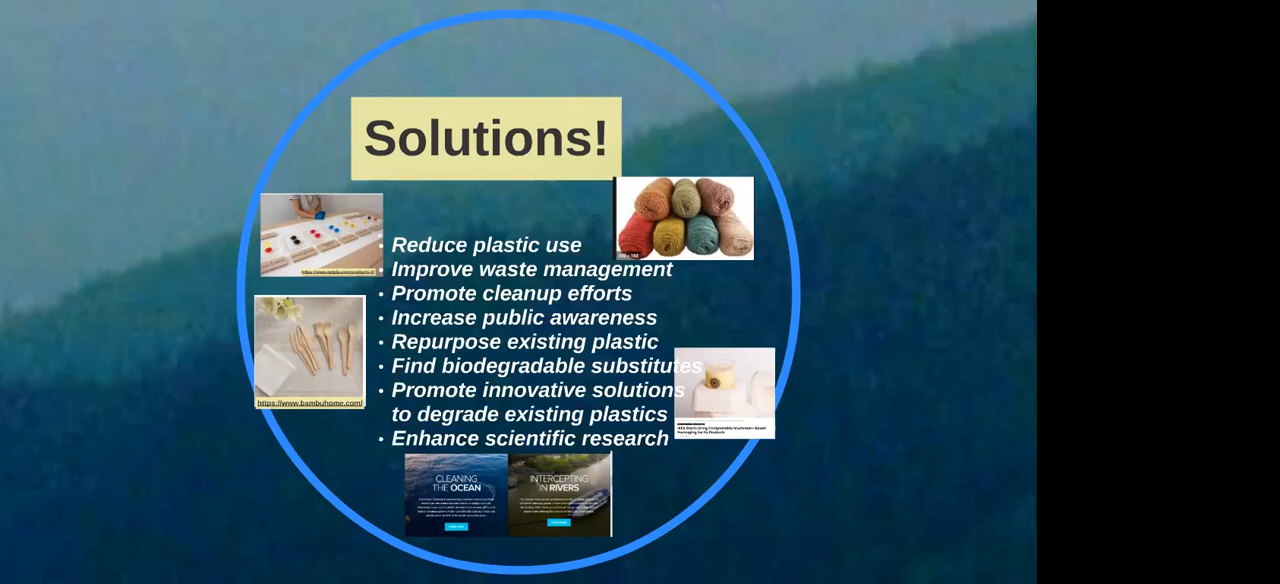 Solutions!
• Reduce plastic use
• Improve waste management
• Promote cleanup efforts
• Increase public awareness
• Repurpose existing plastic
• Find biodegradable substitutes
• Promote innovative solutions
to degrade existing plastics
• Enhance scientific research
https://www.bambuhome.com/
CLEANING
THE OCEAN
INTERCEPTING
IN RIVERS